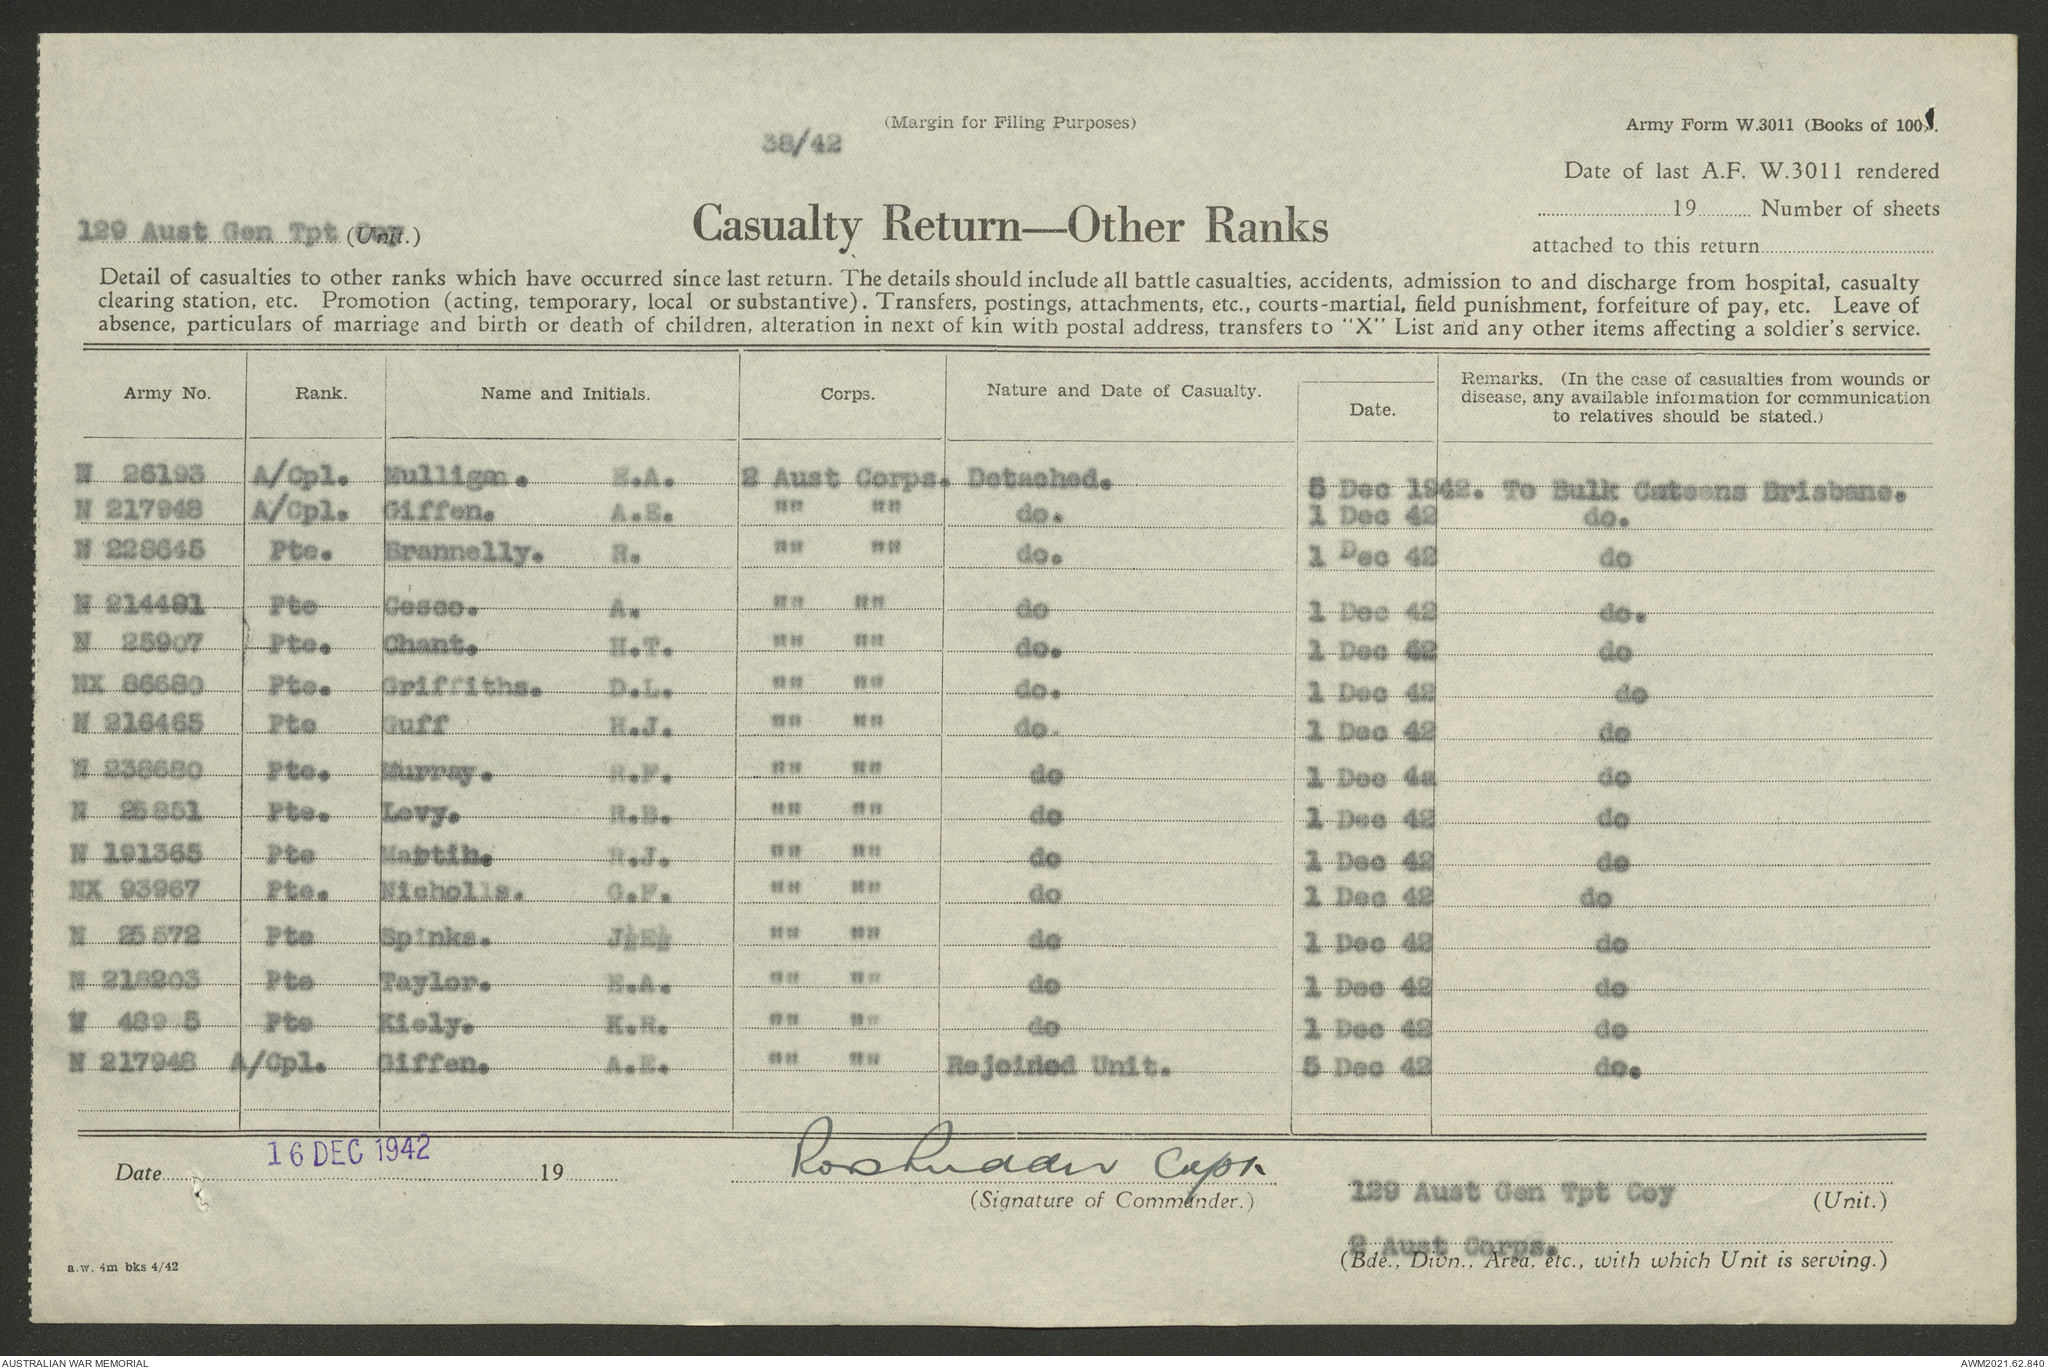 (Margin for Filing Purposes)
38/42
Army Form W.3011 (Books of 100).
Date of last A.F. W.3011 rendered
19 Number of sheets
attached to this return
129 Aust Gen Tpt Coy (Unit.)
Casualty Return—Other Ranks
Detail of casualties to other ranks which have occurred since last return. The details should include all battle casualties, accidents, admission to and discharge from hospital, casualty
clearing station, etc. Promotion (acting, temporary, local or substantive). Transfers, postings, attachments, etc., courts-martial, field punishment, forfeiture of pay, etc. Leave of
absence, particulars of marriage and birth or death of children, alteration in next of kin with postal address, transfers to "X" List and any other items affecting a soldier's service.
Army No. Rank. Name and Initials. Corps. Nature and Date of Casualty. Date. Remarks. (In the case of casualties from wounds or
disease, any available information for communication
to relatives should be stated.)
N 26193 A/Cpl. Mulligan. E.A. 2 Aust Corps. Detached. 5 Dec 1942. To Bulk Cateens Brisbane.
N 217948 A/Cpl. Giffen. A.E. "" "" do. 1 Dec 42 do.
N 228645 Pte. Brannelly. "" "" do. 1 Dec 42 do
N 214481 Pte Cosco. A. "" "" do 1 Dec 42 do.
N 25907 Pte. Chant. H.T. "" "" do. 1 Dec 42 do
NX 86680 Pte. Griffiths. D.L. "" "" do. 1 Dec 42 do
N 216465 Pte Guff H.J. "" "" do. 1 Dec 42 do
N 238680 Pte. Murray. R.F. "" "" do 1 Dec 4a do
N 25851 Pte. Levy. "" "" do 1 Dec 42 do
N 191365 Pte Mabtih. R.J. "" "" do 1 Dec 42 do
NX 93967 Pte. Nicholls. G.F. "" "" do 1 Dec 42 do
N 25572 Pte Spinks. J.E. "" "" do 1 Dec 42 do
N 218203 Pte Taylor. E.A. "" "" do 1 Dec 42 do
N Pte Kiely. K.R. "" "" do 1 Dec 42 do
N 217948 A/Cpl. Giffen. A.E. "" "" Rejoined Unit. 5 Dec 42 do.
Date 16 DEC 1942 19
Capt.
(Signature of Commander.)
129 Aust Gen Tpt Coy (Unit.)
2 Aust Corps.
(Bde., Divn., Area, etc., with which Unit is serving.)
a.w. 4m bks 4/42
AUSTRALIAN WAR MEMORIAL
AWM2021.62.840